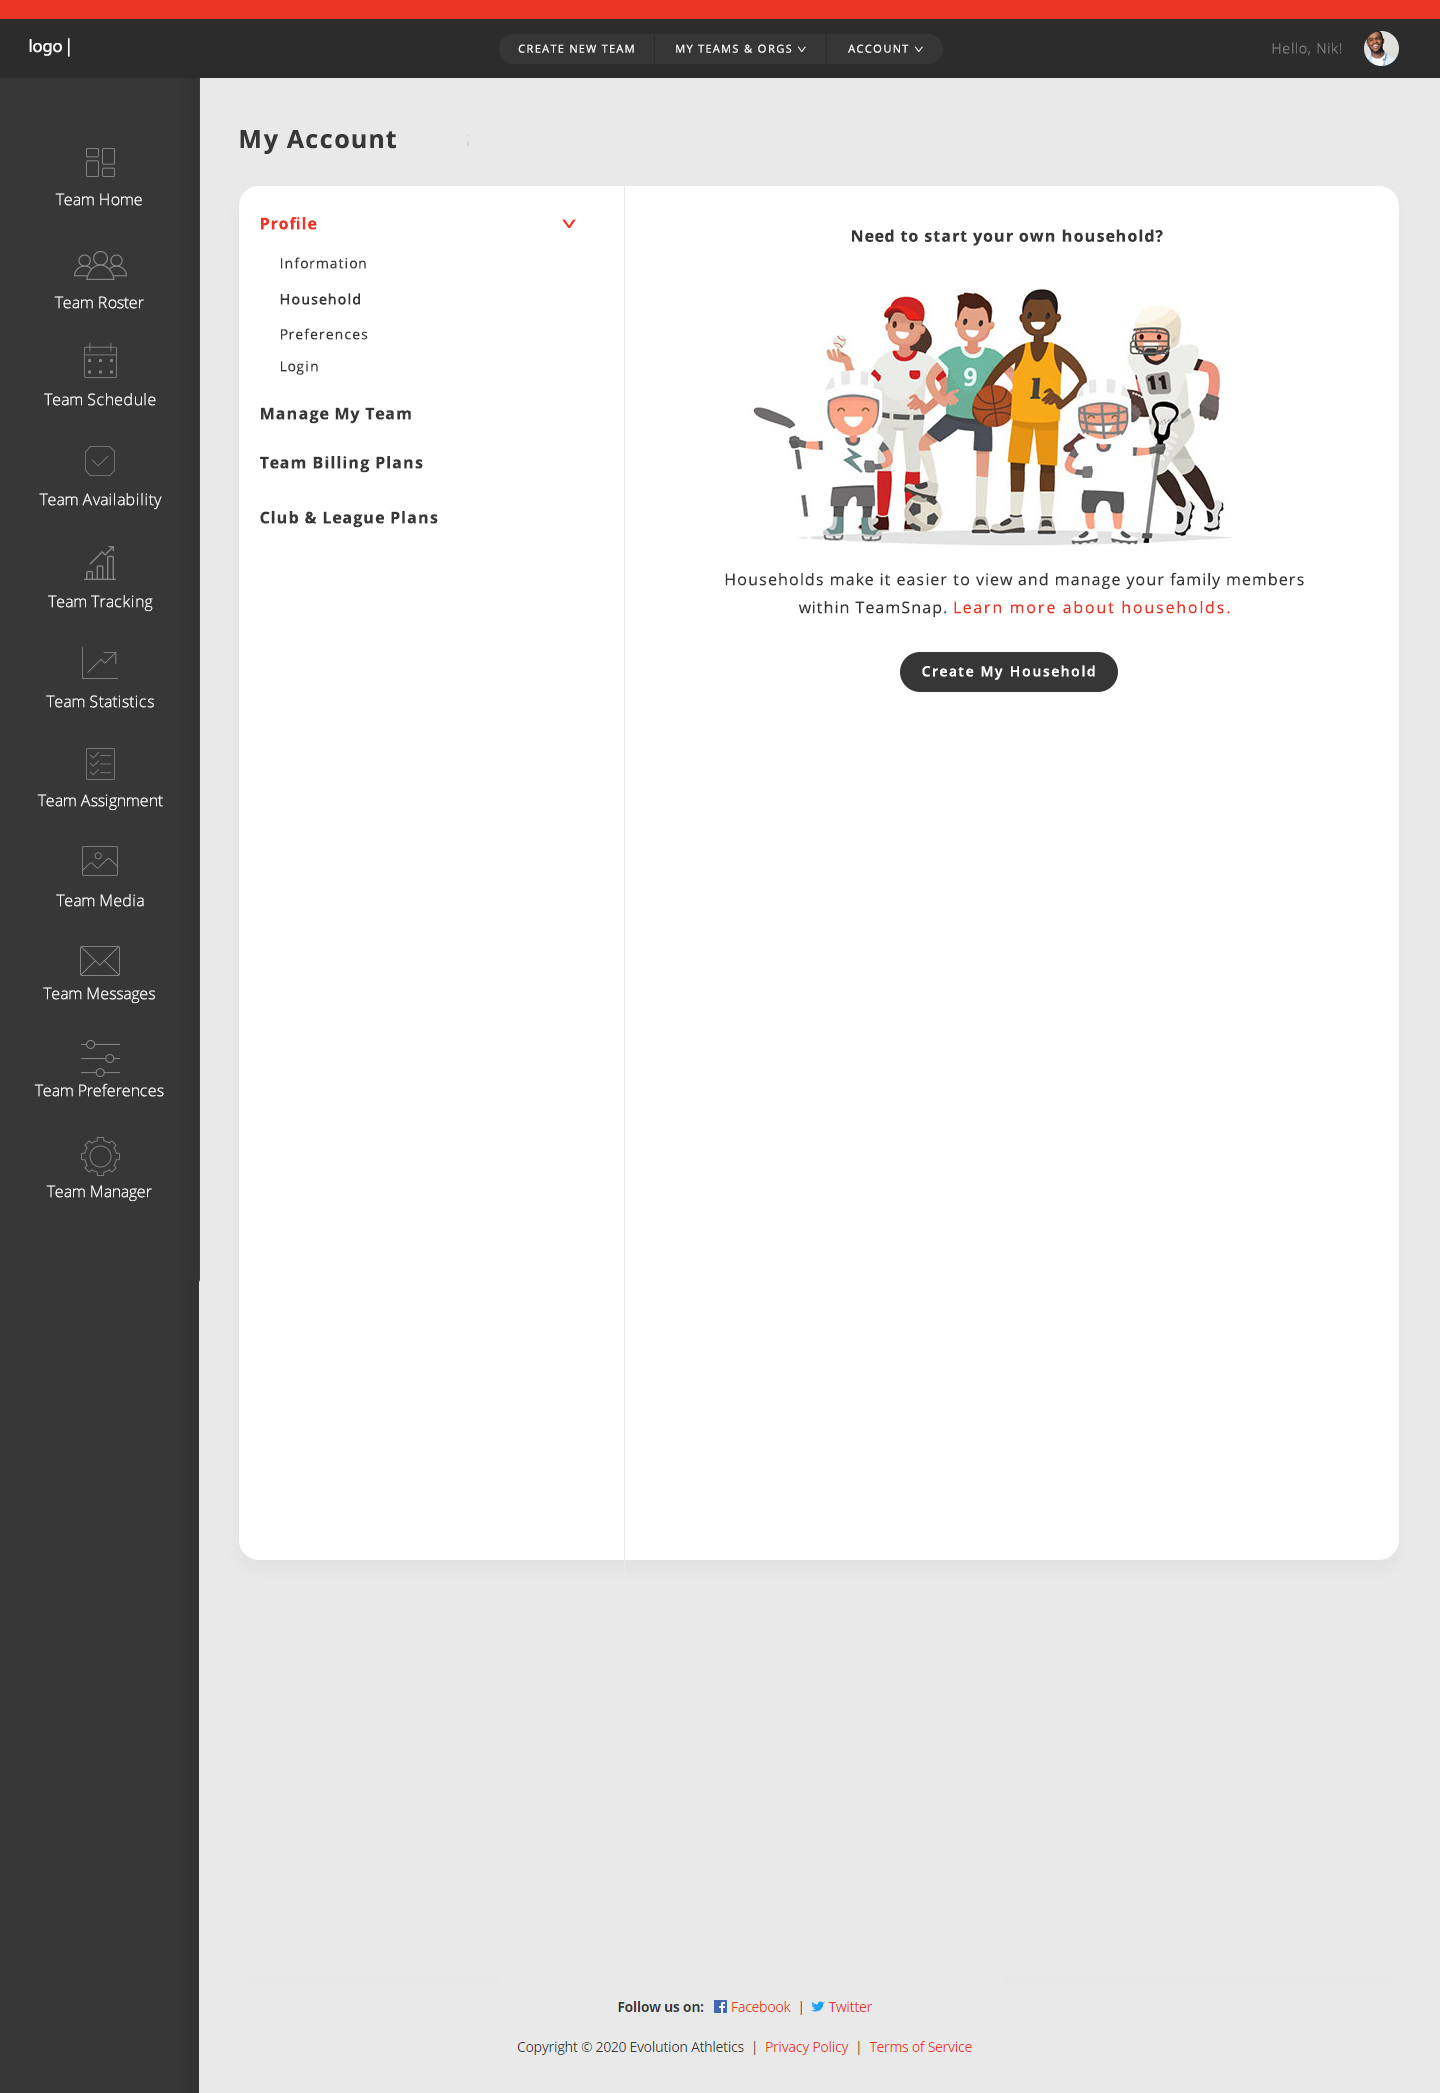 logo |
CREATE NEW TEAM
MY TEAMS & ORGS
ACCOUNT
Hello, Nik!
Team Home
Team Roster
Team Schedule
Team Availability
Team Tracking
Team Statistics
Team Assignment
Team Media
Team Messages
Team Preferences
Team Manager
My Account
Profile
Information
Household
Preferences
Login
Manage My Team
Team Billing Plans
Club & League Plans
Need to start your own household?
9
1
11
Households make it easier to view and manage your family members
within TeamSnap. Learn more about households.
Create My Household
Follow us on: Facebook | Twitter
Copyright © 2020 Evolution Athletics | Privacy Policy | Terms of Service